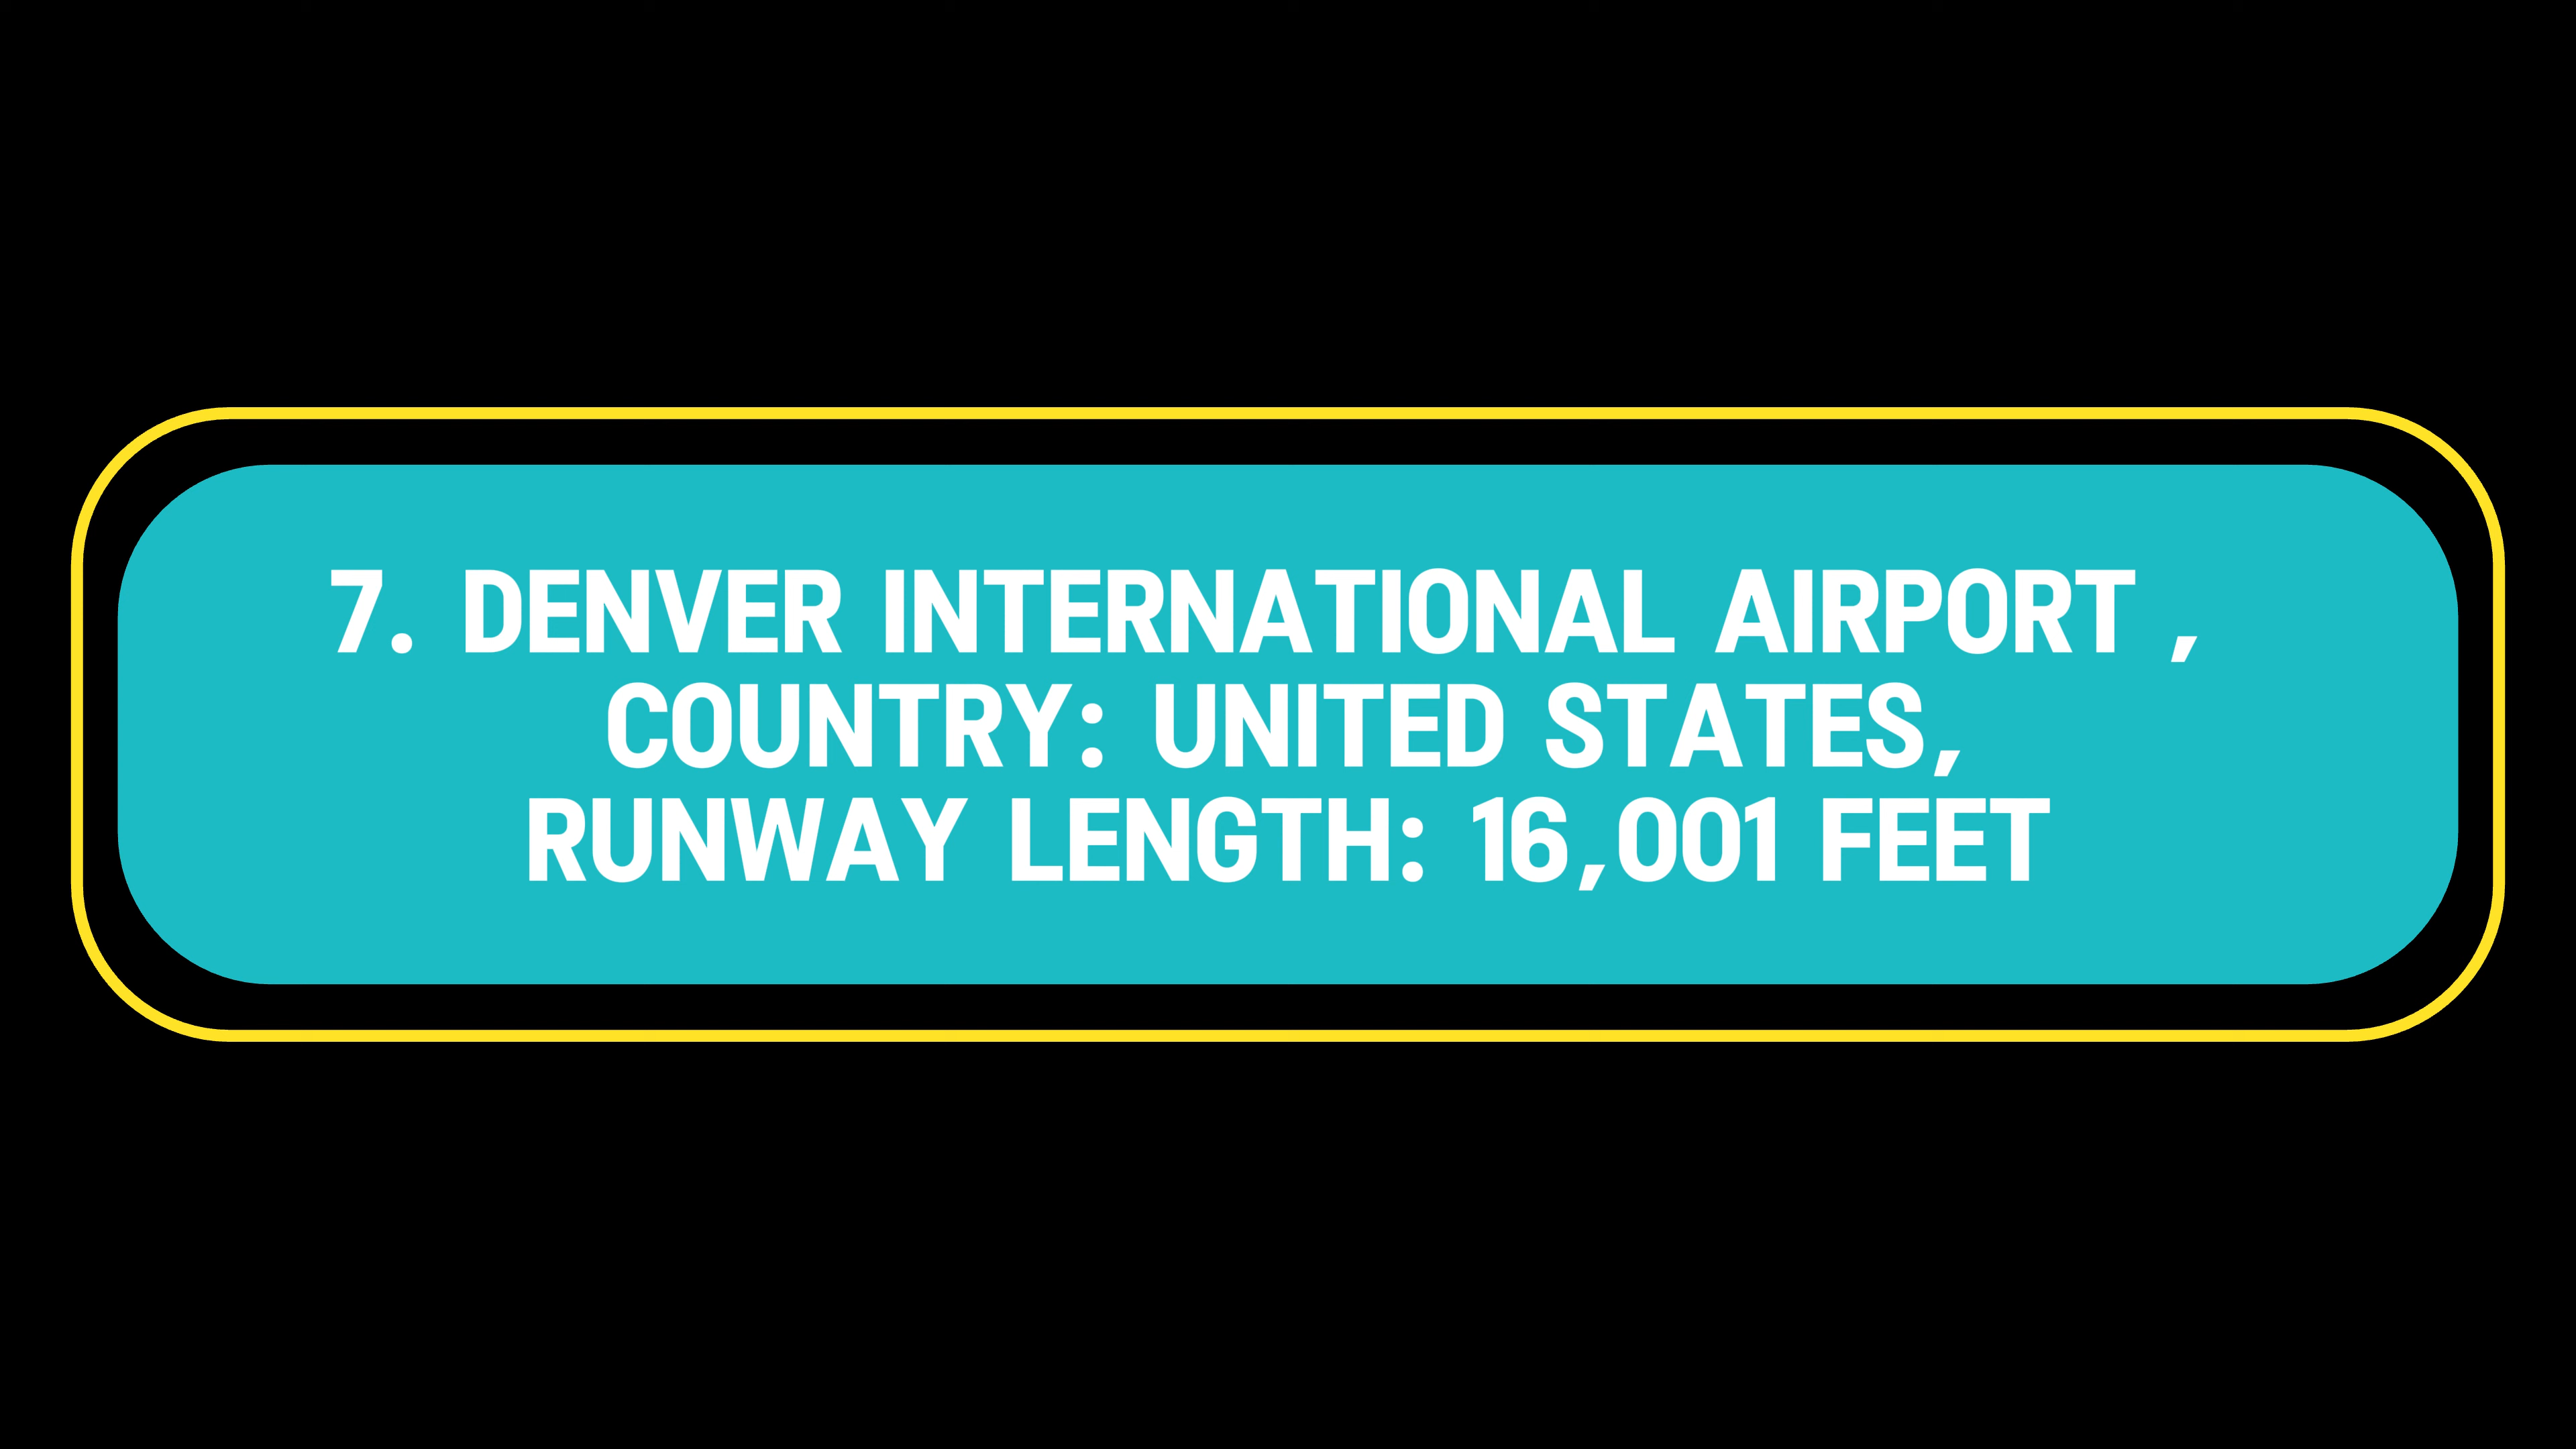 7. DENVER INTERNATIONAL AIRPORT ,
COUNTRY: UNITED STATES,
RUNWAY LENGTH: 16,001 FEET